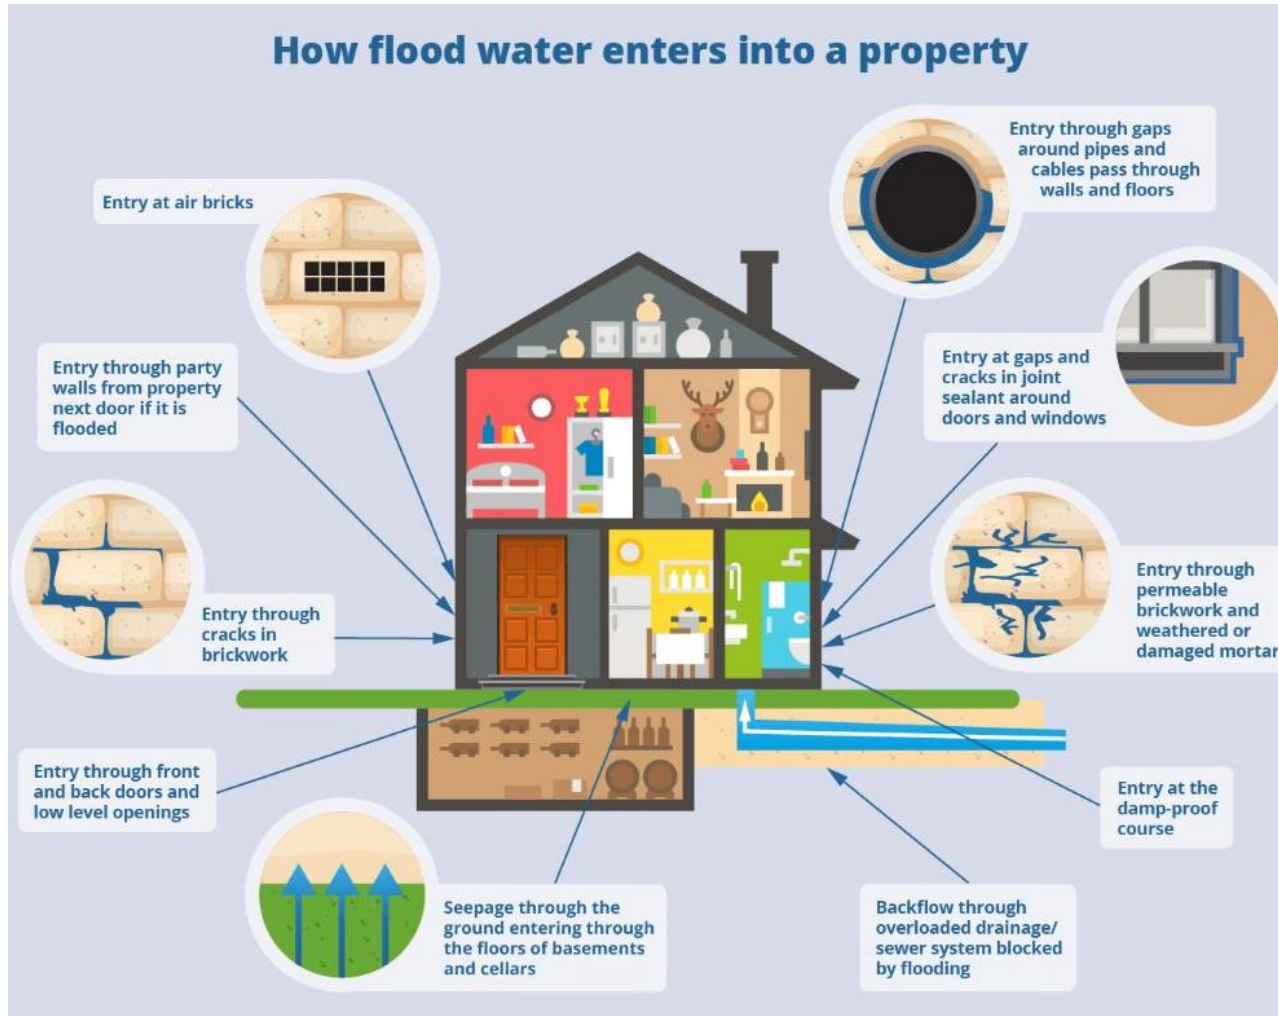 How flood water enters into a property
Entry at air bricks
Entry through gaps
around pipes and
cables pass through
walls and floors
Entry through party
walls from property
next door if it is
flooded
Entry at gaps and
cracks in joint
sealant around
doors and windows
Entry through
cracks in
brickwork
Entry through
permeable
brickwork and
weathered or
damaged mortar
Entry through front
and back doors and
low level openings
Entry at the
damp-proof
course
Seepage through the
ground entering through
the floors of basements
and cellars
Backflow through
overloaded drainage/
sewer system blocked
by flooding